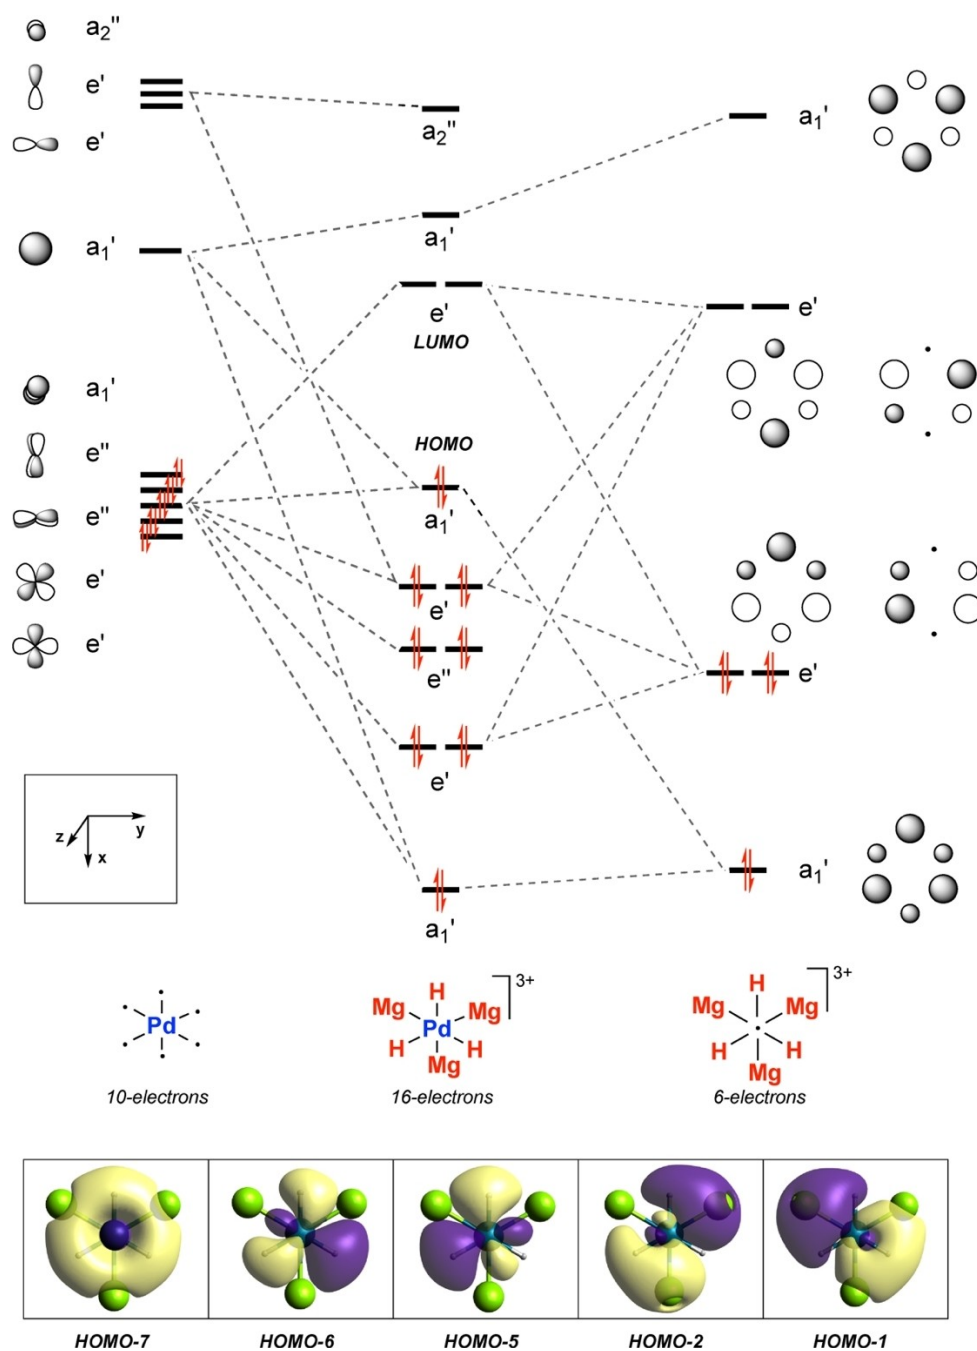 a2''
e'
a2''
a1'
e'
a1'
a1'
e'
e'
LUMO
a1'
HOMO
e''
a1'
e''
e'
e'
e'
e''
e'
e'
z
y
x
a1'
a1'
3+
3+
H
H
Mg
Mg
Mg
Mg
Pd
Pd
H
H
H
H
Mg
Mg
10-electrons
16-electrons
6-electrons
HOMO-7
HOMO-6
HOMO-5
HOMO-2
HOMO-1